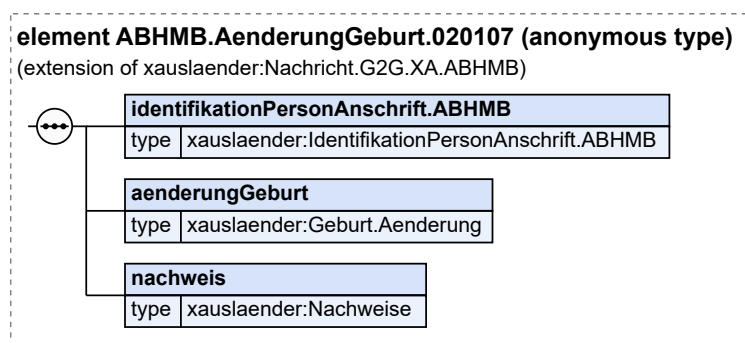 element ABHMB.AenderungGeburt.020107 (anonymous type)
(extension of xauslaender:Nachricht.G2G.XA.ABHMB)
identifikationPersonAnschrift.ABHMB
type xauslaender:IdentifikationPersonAnschrift.ABHMB
aenderungGeburt
type xauslaender:Geburt.Aenderung
nachweis
type xauslaender:Nachweise